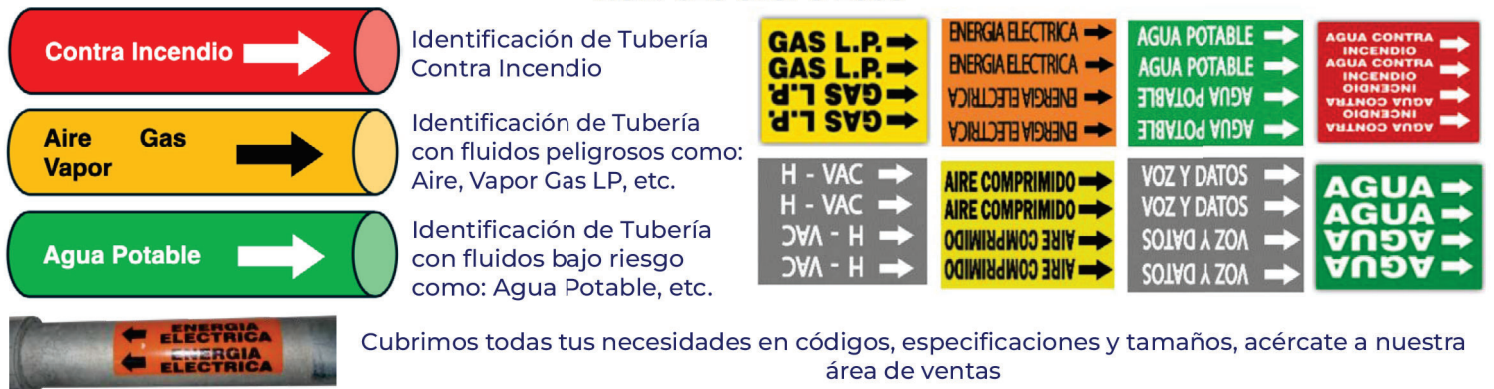 Contra Incendio
Identificación de Tubería
Contra Incendio
Aire Gas
Vapor
Identificación de Tubería
con fluidos peligrosos como:
Aire, Vapor Gas LP, etc.
Agua Potable
Identificación de Tubería
con fluidos bajo riesgo
como: Agua Potable, etc.
GAS L.P.
GAS L.P.
GAS L.P.
GAS L.P.
ENERGIA ELECTRICA
ENERGIA ELECTRICA
ENERGIA ELECTRICA
ENERGIA ELECTRICA
AGUA POTABLE
AGUA POTABLE
AGUA POTABLE
AGUA POTABLE
AGUA CONTRA
INCENDIO
AGUA CONTRA
INCENDIO
INCENDIO
AGUA CONTRA
INCENDIO
AGUA CONTRA
H - VAC
H - VAC
H - VAC
H - VAC
AIRE COMPRIMIDO
AIRE COMPRIMIDO
AIRE COMPRIMIDO
AIRE COMPRIMIDO
VOZ Y DATOS
VOZ Y DATOS
VOZ Y DATOS
VOZ Y DATOS
AGUA
AGUA
AGUA
AGUA
ENERGIA
ELECTRICA
ENERGIA
ELECTRICA
Cubrimos todas tus necesidades en códigos, especificaciones y tamaños, acércate a nuestra
área de ventas